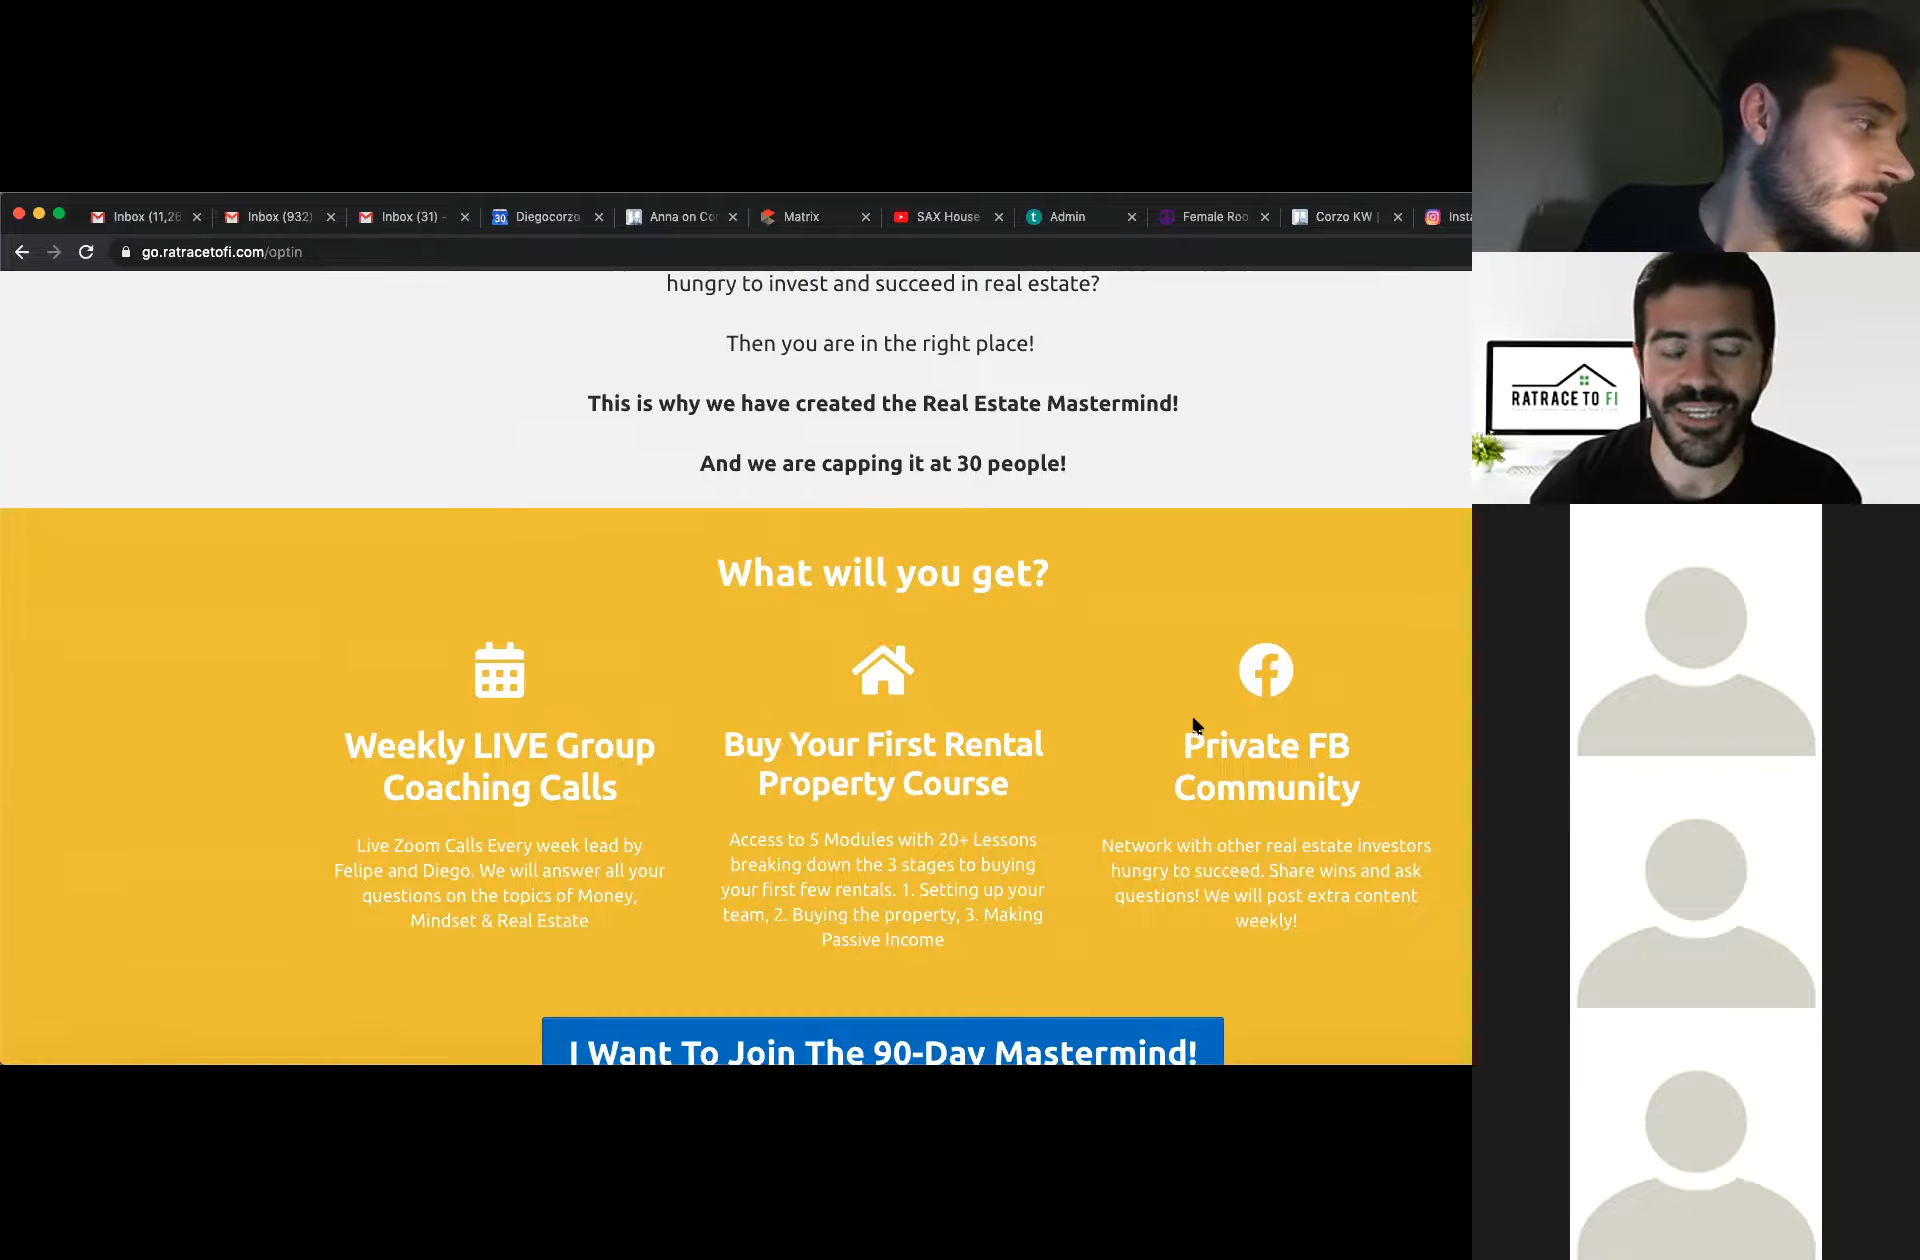 Inbox (11,26
Inbox (932)
Inbox (31) -
30
Diegocorzo
Anna on Co
Matrix
SAX House
t
Admin
Female Roo
Corzo KW |
Insta
go.ratracetofi.com/optin
hungry to invest and succeed in real estate?
Then you are in the right place!
This is why we have created the Real Estate Mastermind!
And we are capping it at 30 people!
What will you get?
Weekly LIVE Group
Coaching Calls
Live Zoom Calls Every week lead by
Felipe and Diego. We will answer all your
questions on the topics of Money,
Mindset & Real Estate
Buy Your First Rental
Property Course
Access to 5 Modules with 20+ Lessons
breaking down the 3 stages to buying
your first few rentals. 1. Setting up your
team, 2. Buying the property, 3. Making
Passive Income
Private FB
Community
Network with other real estate investors
hungry to succeed. Share wins and ask
questions! We will post extra content
weekly!
I Want To Join The 90-Day Mastermind!
RATRACE TO FI